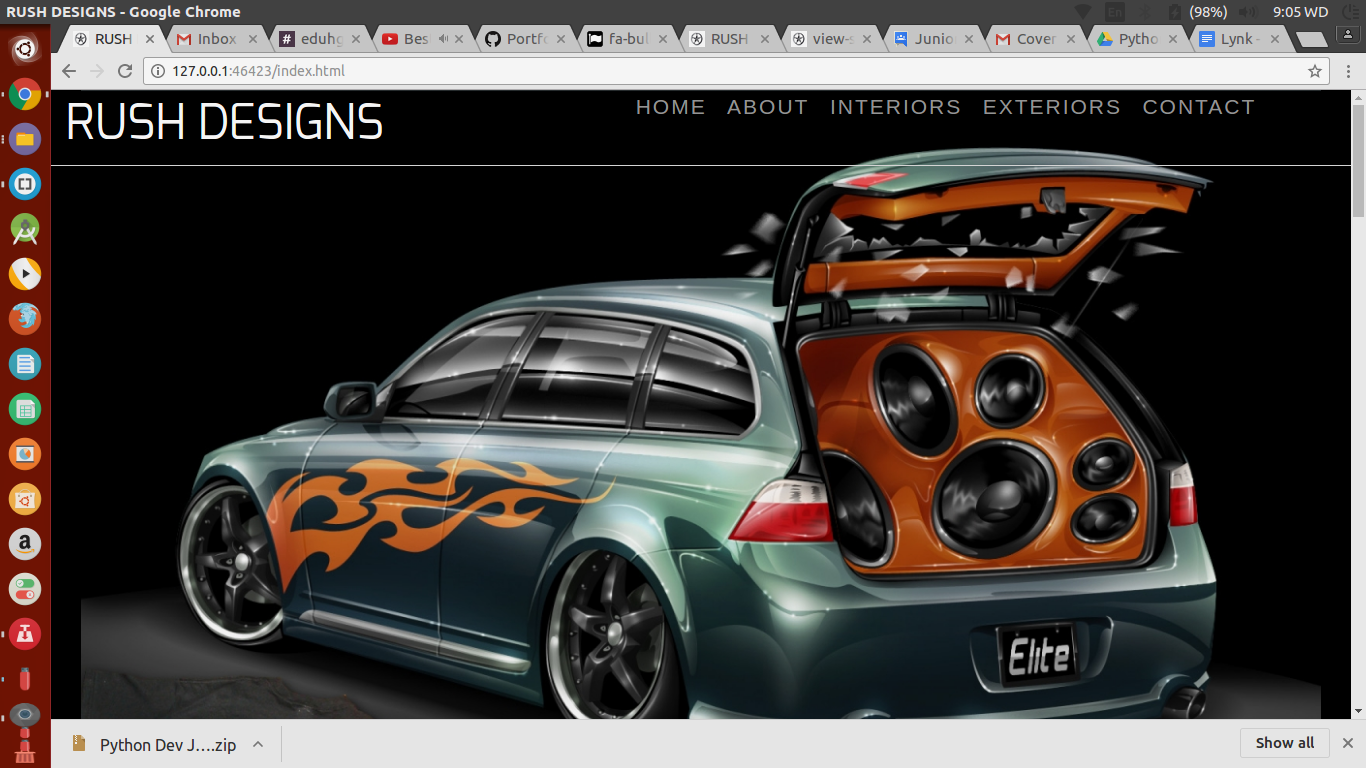 RUSH DESIGNS - Google Chrome
En (98%) 9:05 WD
RUSH Inbox eduhg Bes Portfo fa-bul RUSH view-s Junio Cover Pytho Lynk -
127.0.0.1:46423/index.html
RUSH DESIGNS HOME ABOUT INTERIORS EXTERIORS CONTACT
Elite
Python Dev J....zip Show all